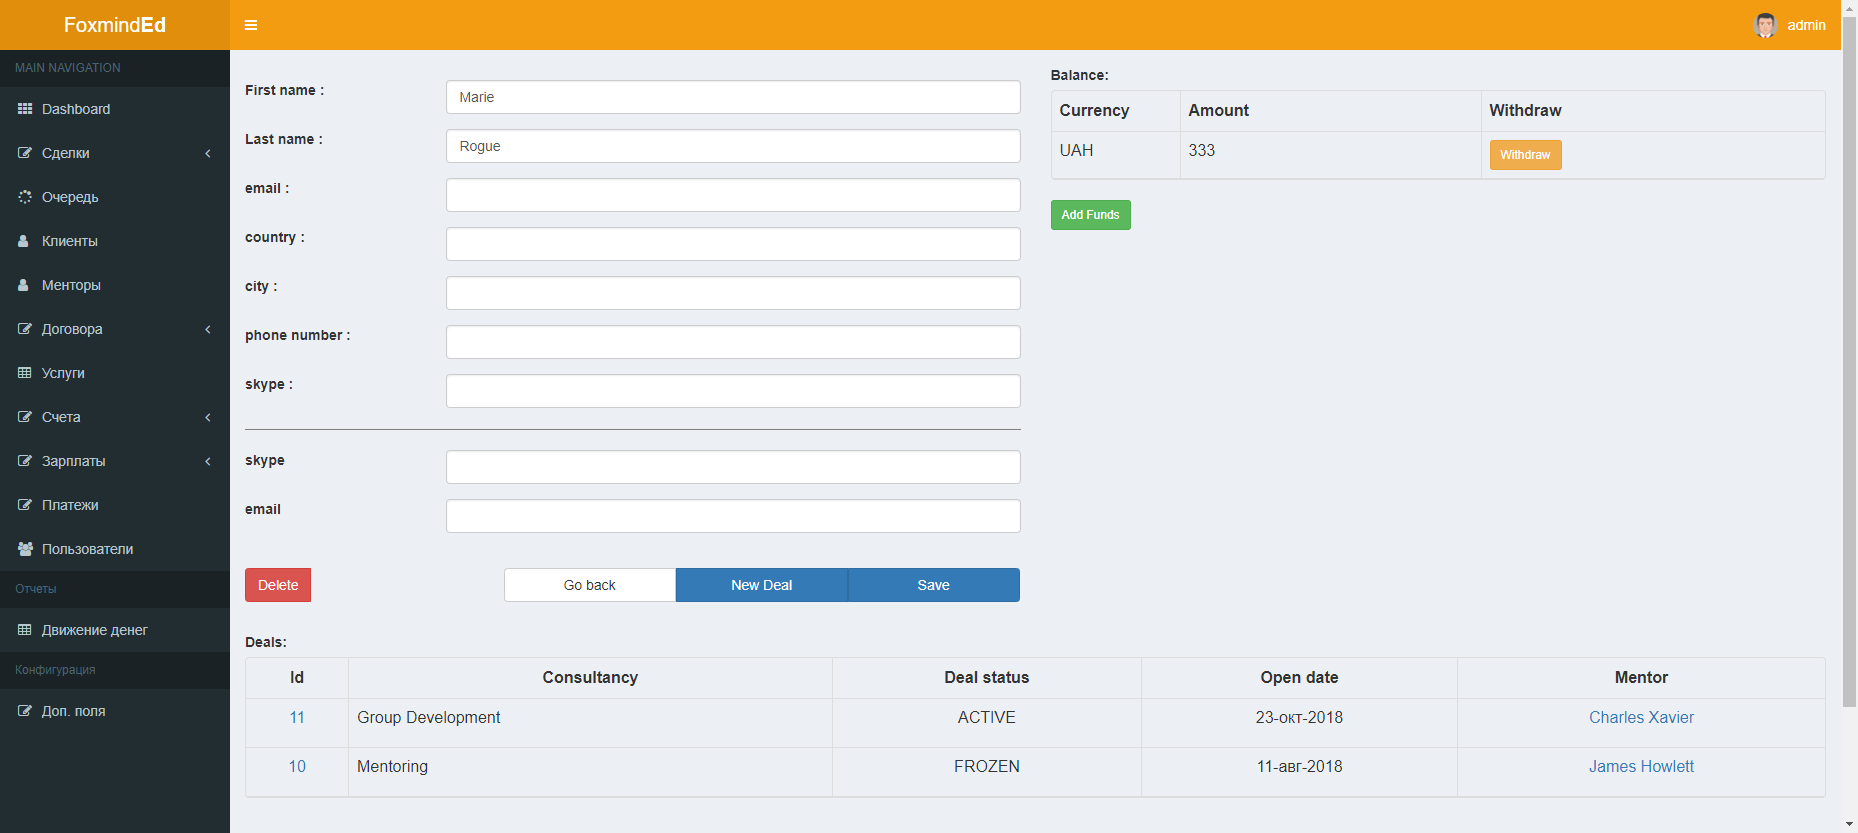 FoxmindEd
admin
MAIN NAVIGATION
Dashboard
Сделки
Очередь
Клиенты
Менторы
Договора
Услуги
Счета
Зарплаты
Платежи
Пользователи
Отчеты
Движение денег
Конфигурация
Доп. поля
First name :
Marie
Last name :
Rogue
email :
country :
city :
phone number :
skype :
skype
email
Delete
Go back
New Deal
Save
Balance:
Currency Amount Withdraw
UAH 333 Withdraw
Add Funds
Deals:
Id Consultancy Deal status Open date Mentor
11 Group Development ACTIVE 23-окт-2018 Charles Xavier
10 Mentoring FROZEN 11-авг-2018 James Howlett